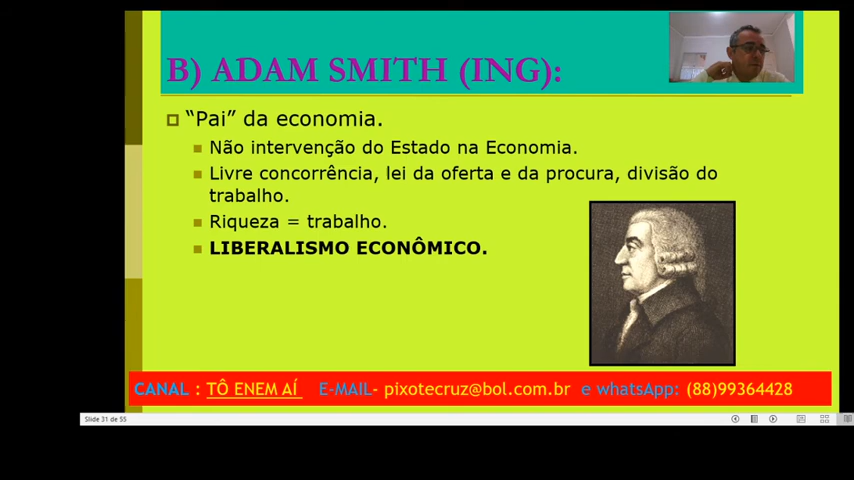 B) ADAM SMITH (ING):
“Pai” da economia.
Não intervenção do Estado na Economia.
Livre concorrência, lei da oferta e da procura, divisão do
trabalho.
Riqueza = trabalho.
LIBERALISMO ECONÔMICO.
CANAL : TÔ ENEM AÍ E-MAIL- pixotecruz@bol.com.br e whatsApp: (88)99364428
Slide 31 de 55